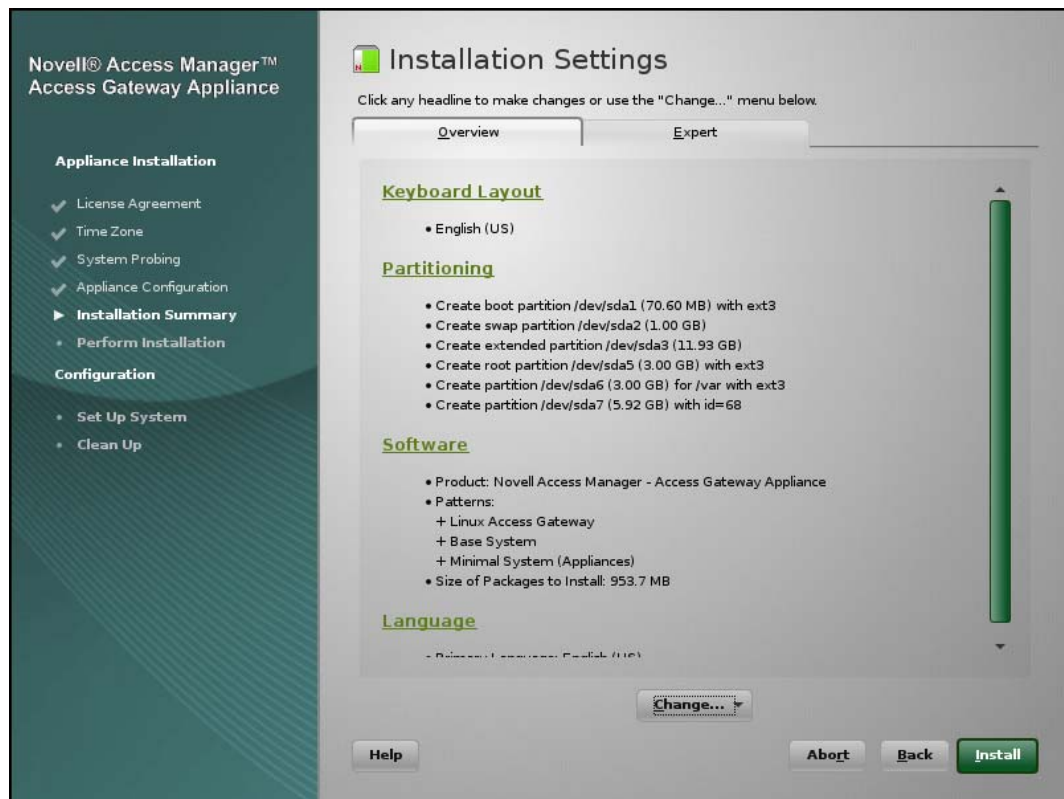 Novell® Access Manager™
Access Gateway Appliance
Appliance Installation
License Agreement
Time Zone
System Probing
Appliance Configuration
Installation Summary
Perform Installation
Configuration
Set Up System
Clean Up
Installation Settings
Click any headline to make changes or use the "Change..." menu below.
Overview
Expert
Keyboard Layout
• English (US)
Partitioning
• Create boot partition /dev/sda1 (70.60 MB) with ext3
• Create swap partition /dev/sda2 (1.00 GB)
• Create extended partition /dev/sda3 (11.93 GB)
• Create root partition /dev/sda5 (3.00 GB) with ext3
• Create partition /dev/sda6 (3.00 GB) for /var with ext3
• Create partition /dev/sda7 (5.92 GB) with id=68
Software
• Product: Novell Access Manager - Access Gateway Appliance
• Patterns:
+ Linux Access Gateway
+ Base System
+ Minimal System (Appliances)
• Size of Packages to Install: 953.7 MB
Language
• Primary Language: English (US)
Change...
Help
Abort
Back
Install